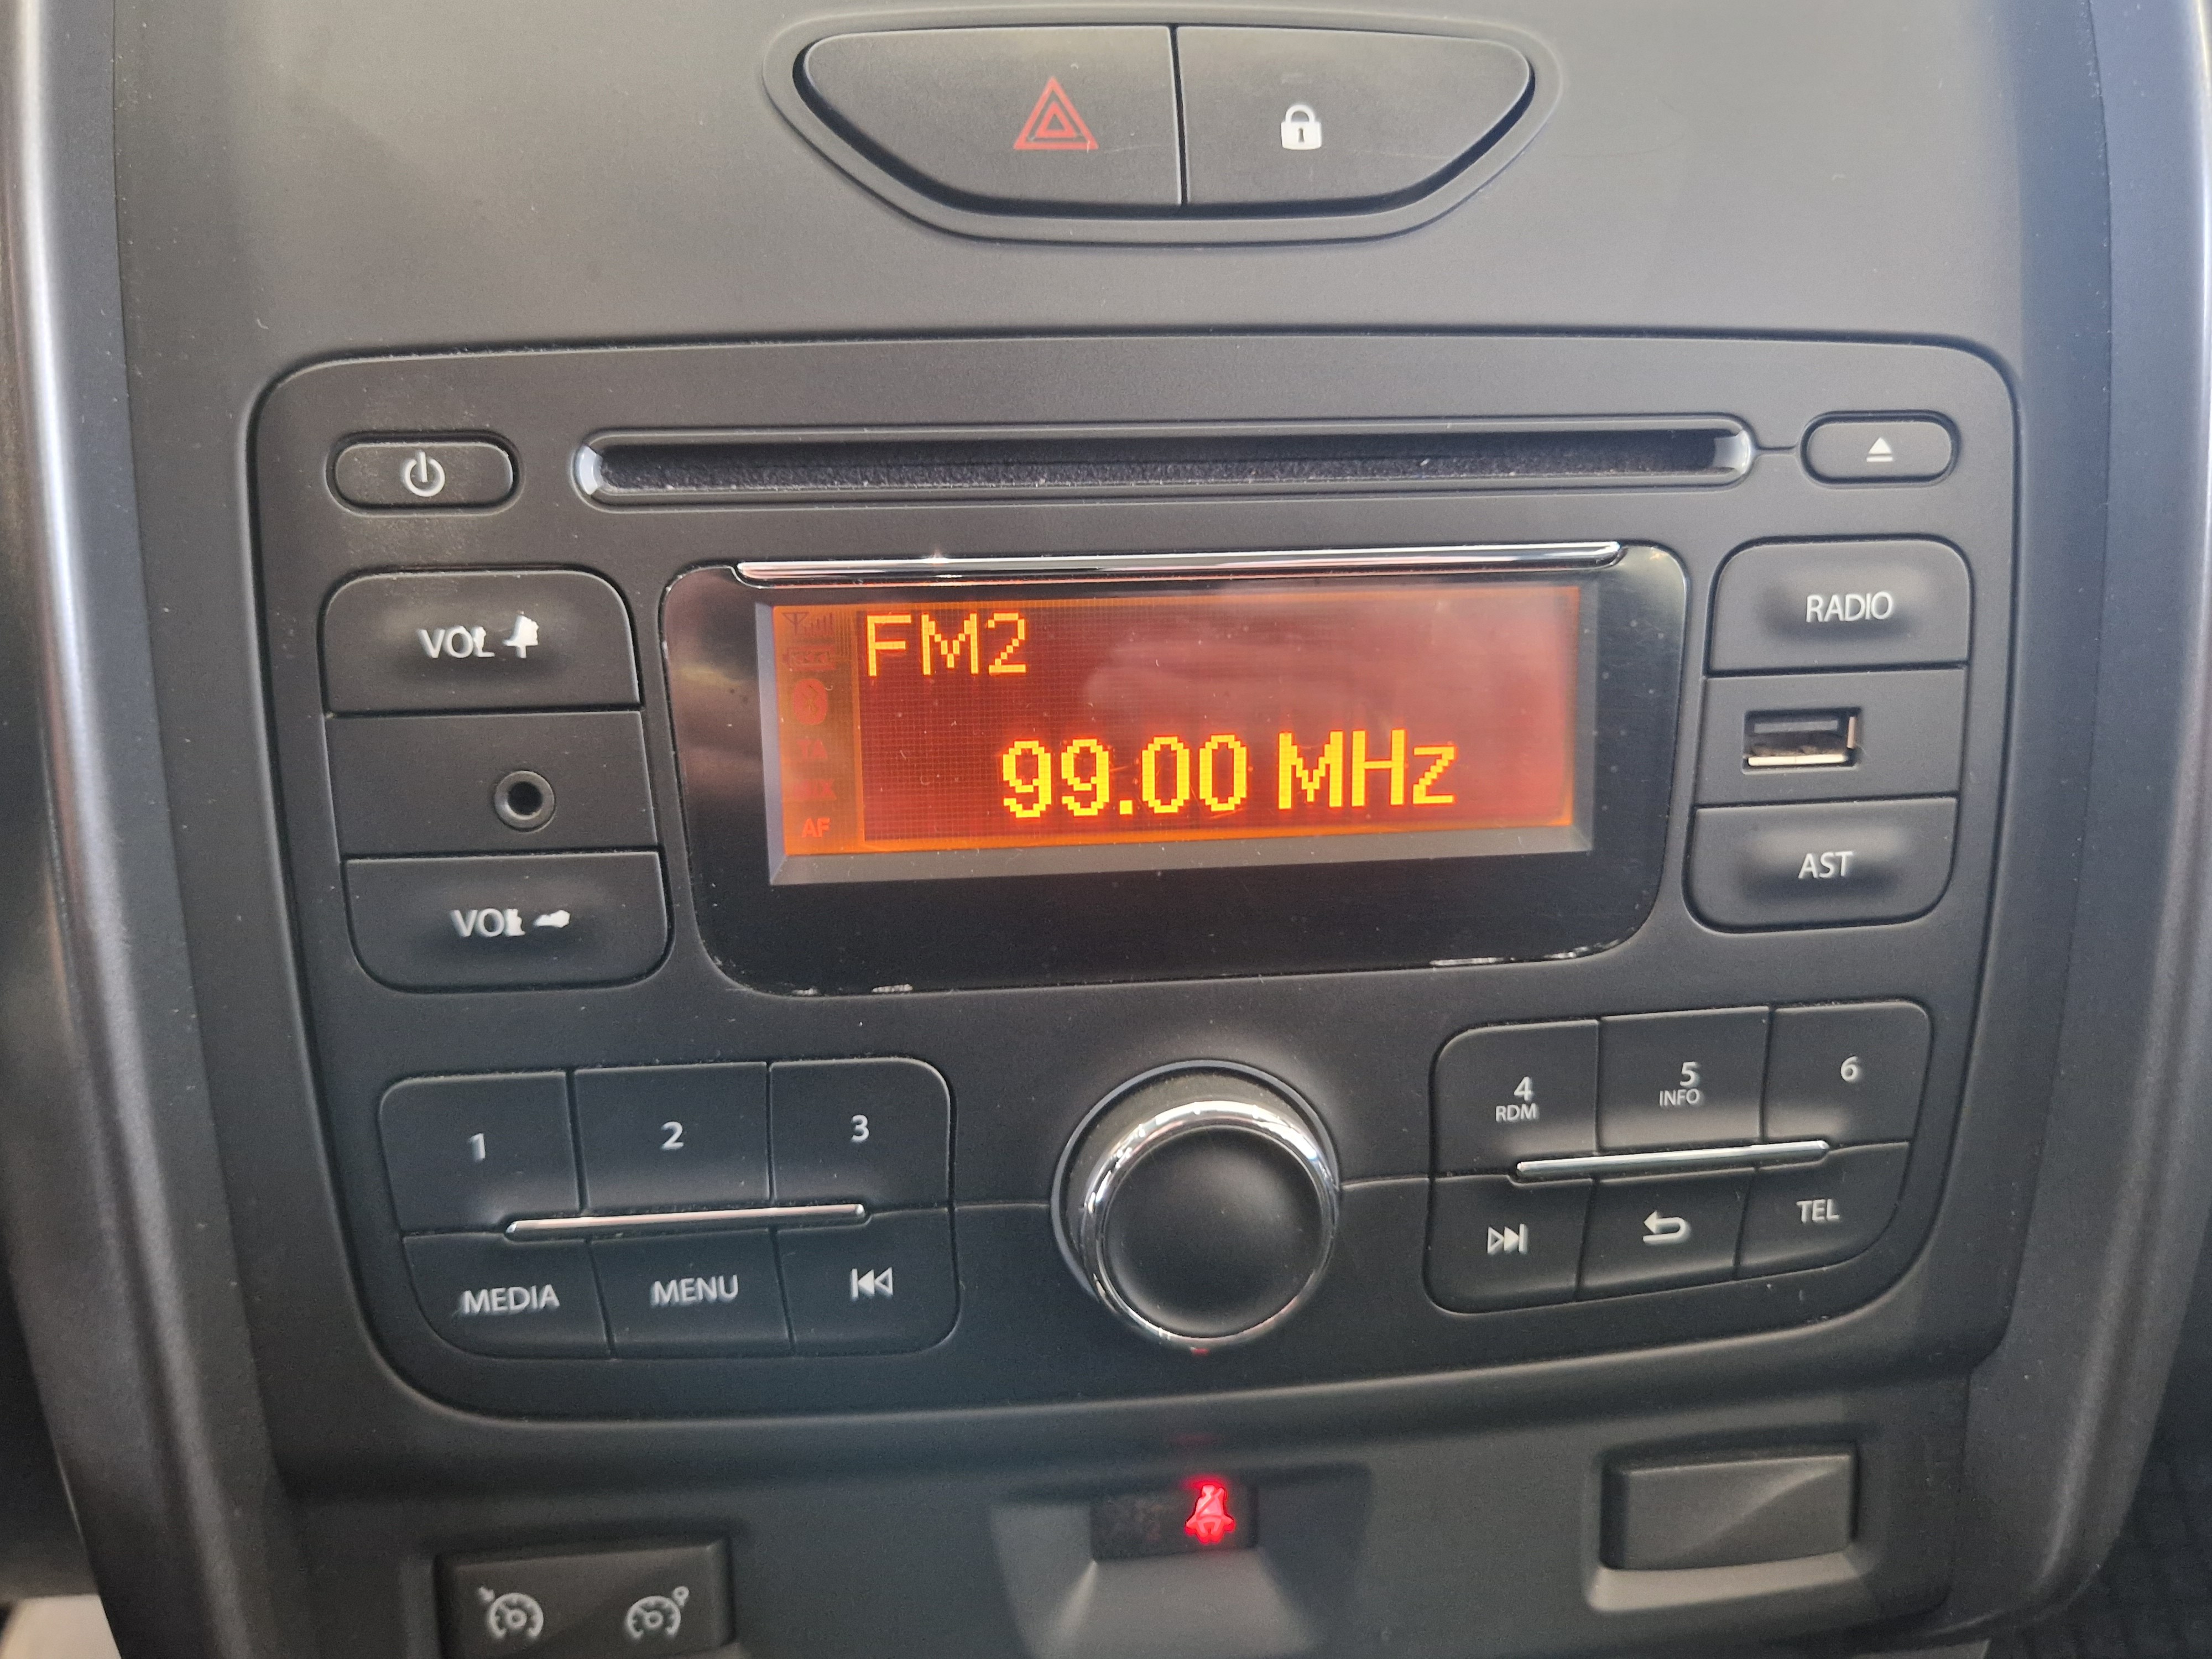 FM2
99.00 MHz
AF
VOL
RADIO
VOL
AST
1
2
3
4
RDM
5
INFO
6
MEDIA
MENU
TEL